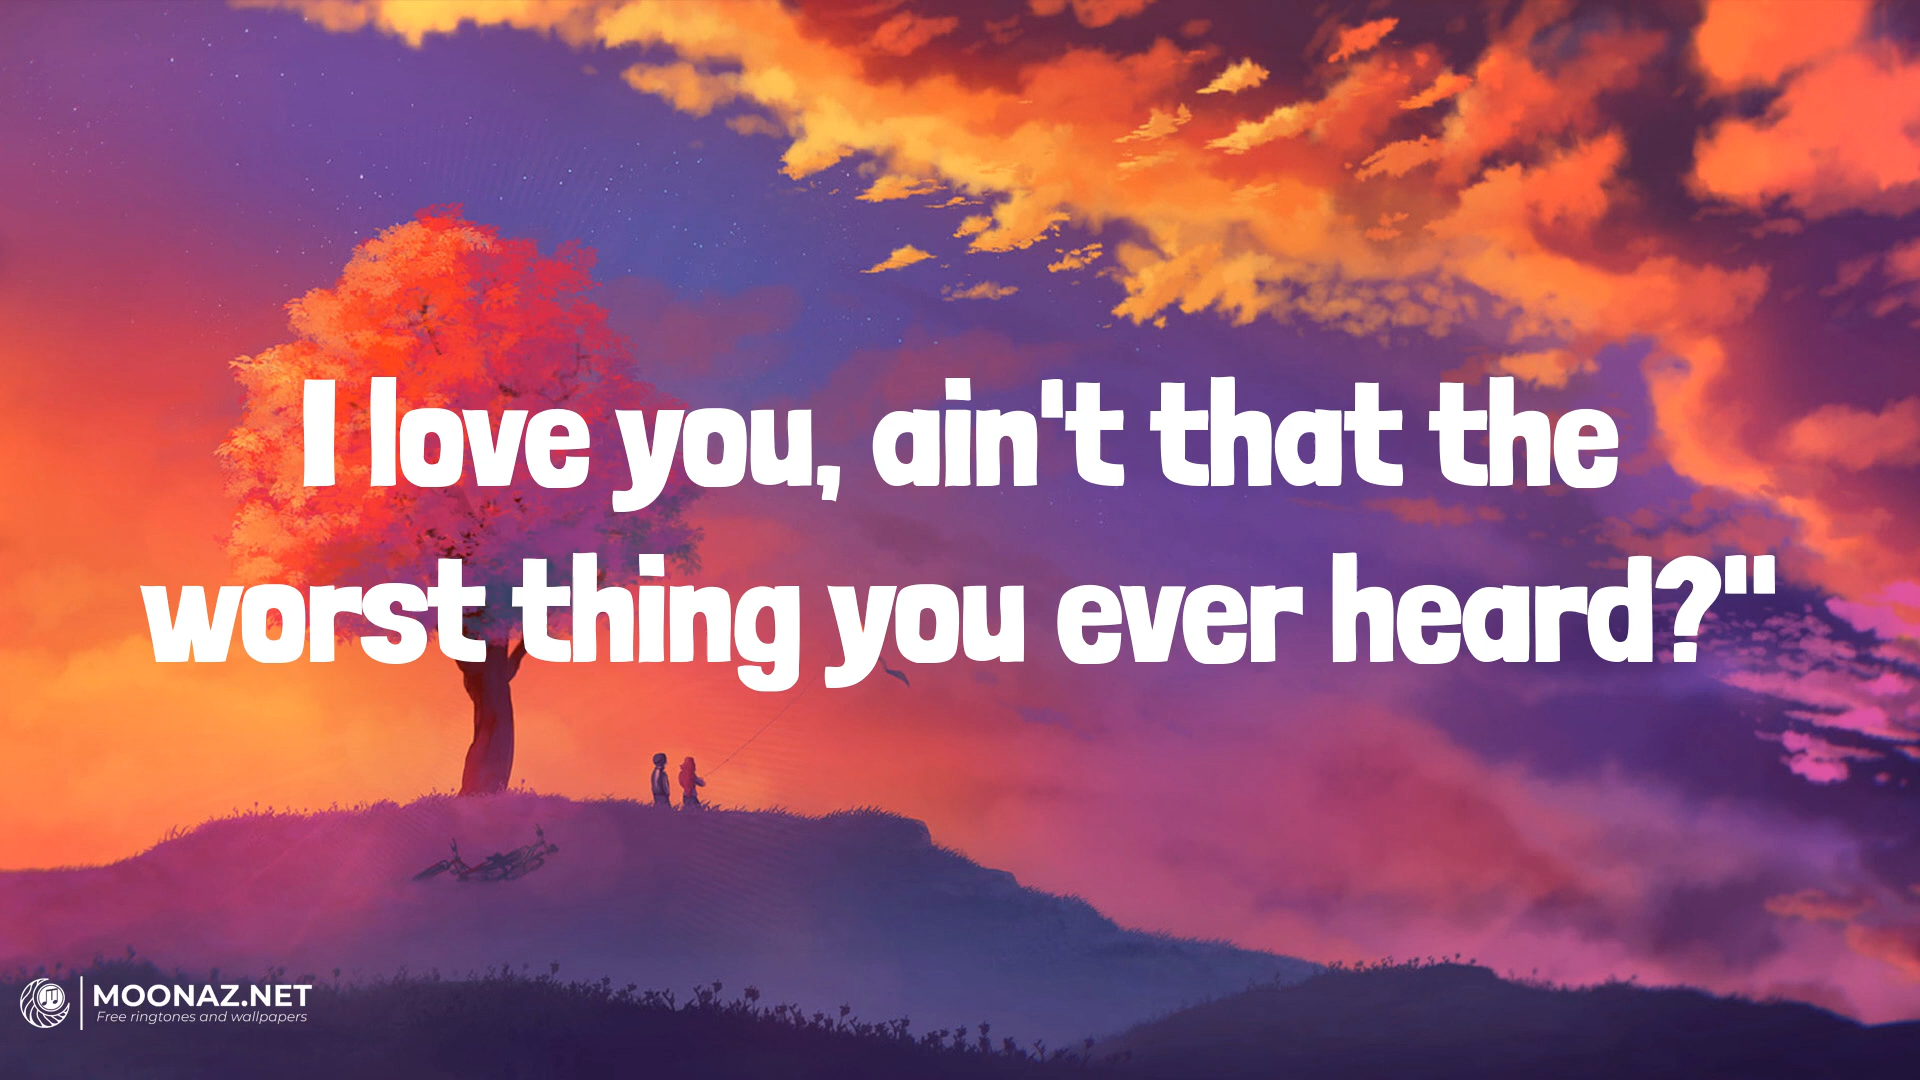 I love you, ain't that the
worst thing you ever heard?"
MOONAZ.NET
Free ringtones and wallpapers